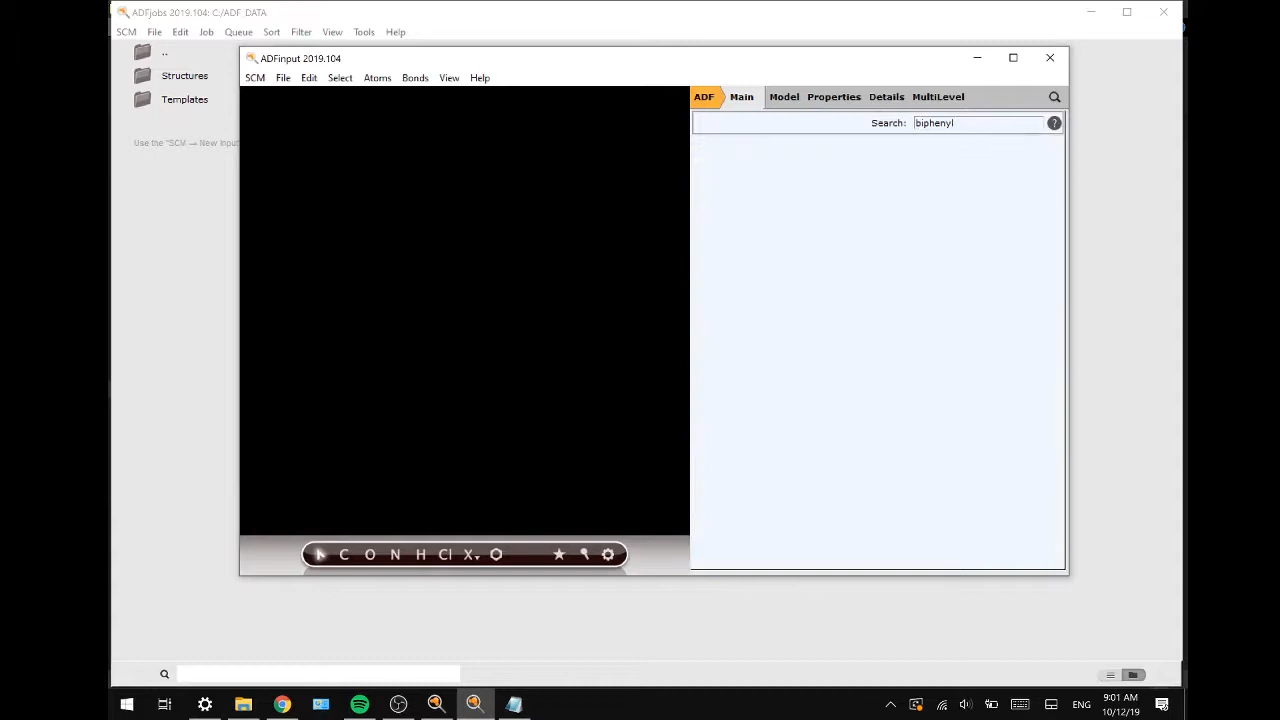 ADFjobs 2019.104: C:/ADF_DATA
SCM File Edit Job Queue Sort Filter View Tools Help
..
Structures
Templates
Use the "SCM → New Input"
ADFinput 2019.104
SCM File Edit Select Atoms Bonds View Help
ADF Main Model Properties Details MultiLevel
Search: biphenyl ?
C O N H Cl X
ENG
9:01 AM
10/12/19